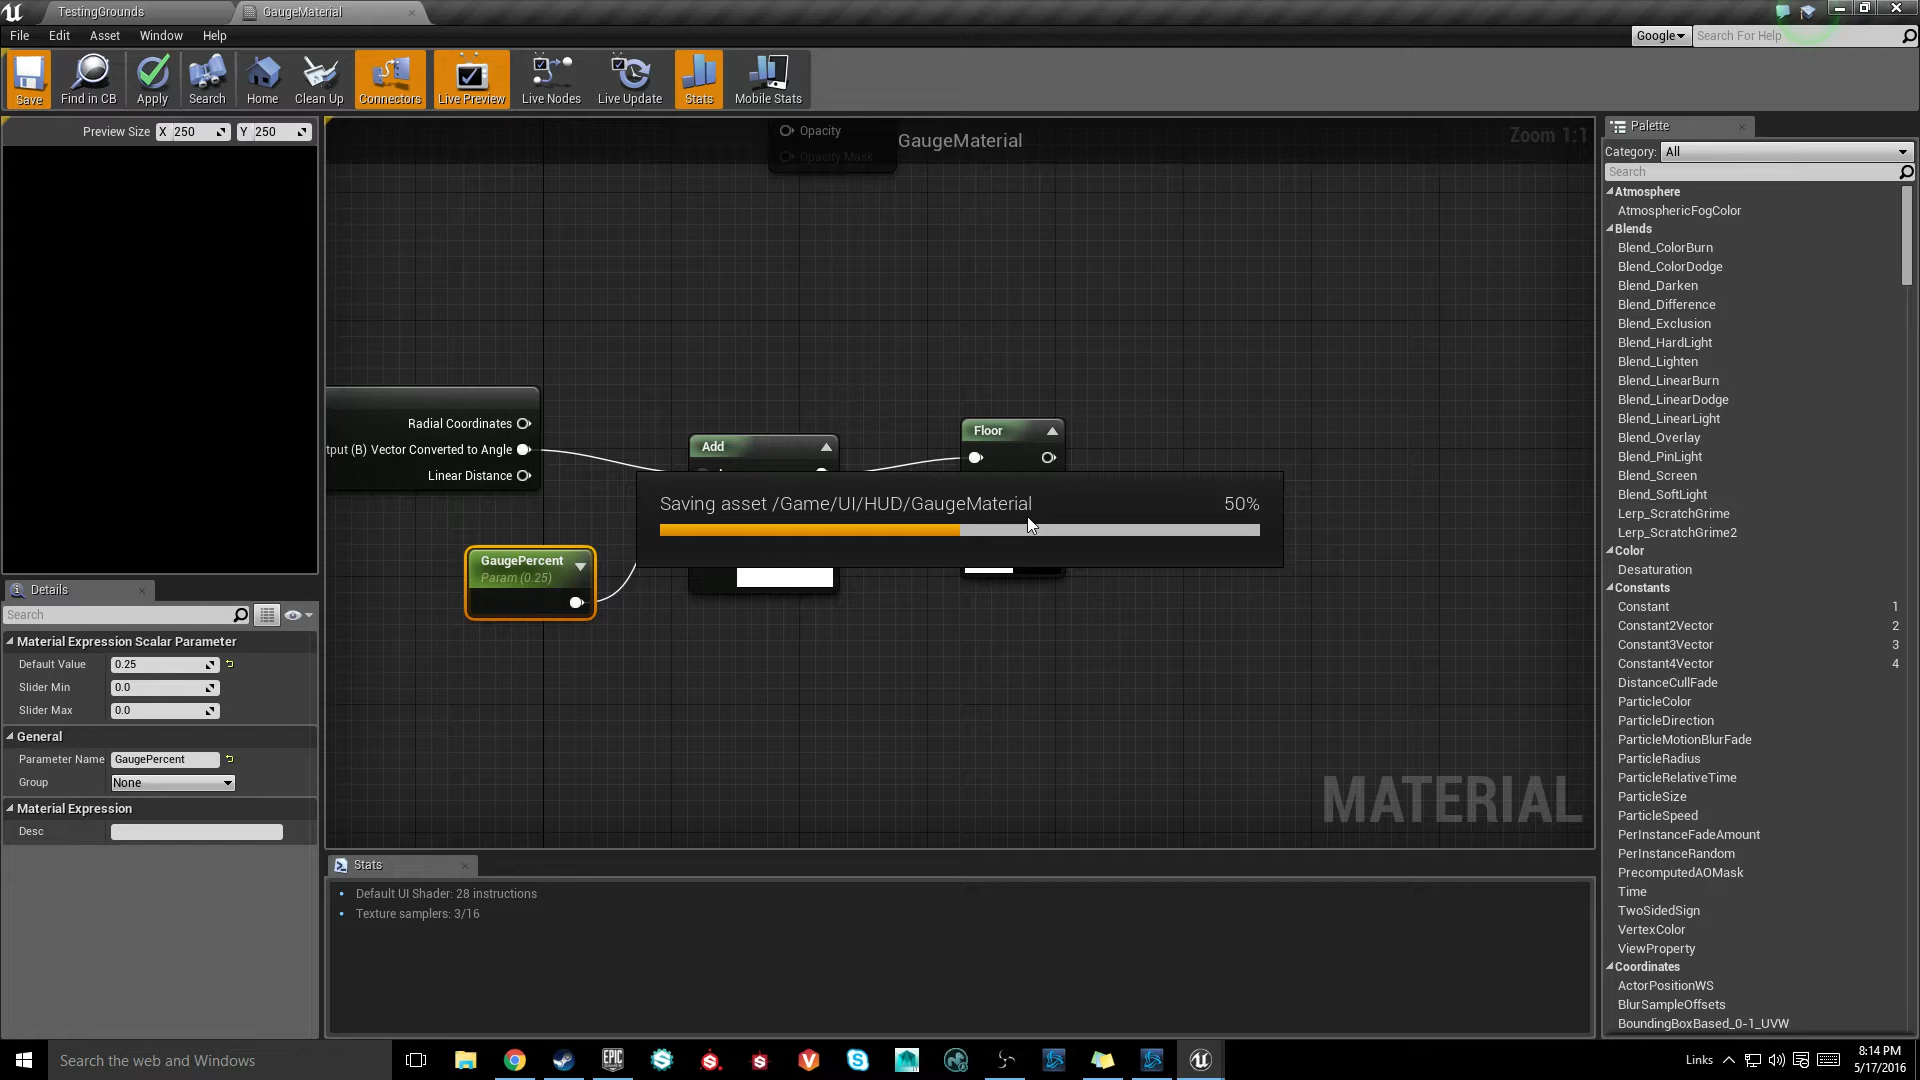 TestingGrounds
GaugeMaterial
File
Edit
Asset
Window
Help
Google
Search For Help
Save
Find in CB
Apply
Search
Home
Clean Up
Connectors
Live Preview
Live Nodes
Live Update
Stats
Mobile Stats
Preview Size X 250 Y 250
Opacity
Opacity Mask
GaugeMaterial
Zoom 1:1
Radial Coordinates
tput (B) Vector Converted to Angle
Linear Distance
Add
Floor
Saving asset /Game/UI/HUD/GaugeMaterial 50%
GaugePercent
Param (0.25)
MATERIAL
Details
Search
Material Expression Scalar Parameter
Default Value 0.25
Slider Min 0.0
Slider Max 0.0
General
Parameter Name GaugePercent
Group None
Material Expression
Desc
Stats
Default UI Shader: 28 instructions
Texture samplers: 3/16
Palette
Category: All
Search
Atmosphere
AtmosphericFogColor
Blends
Blend_ColorBurn
Blend_ColorDodge
Blend_Darken
Blend_Difference
Blend_Exclusion
Blend_HardLight
Blend_Lighten
Blend_LinearBurn
Blend_LinearDodge
Blend_LinearLight
Blend_Overlay
Blend_PinLight
Blend_Screen
Blend_SoftLight
Lerp_ScratchGrime
Lerp_ScratchGrime2
Color
Desaturation
Constants
Constant 1
Constant2Vector 2
Constant3Vector 3
Constant4Vector 4
DistanceCullFade
ParticleColor
ParticleDirection
ParticleMotionBlurFade
ParticleRadius
ParticleRelativeTime
ParticleSize
ParticleSpeed
PerInstanceFadeAmount
PerInstanceRandom
PrecomputedAOMask
Time
TwoSidedSign
VertexColor
ViewProperty
Coordinates
ActorPositionWS
BlurSampleOffsets
BoundingBoxBased_0-1_UVW
Search the web and Windows
EPIC
Links
8:14 PM
5/17/2016